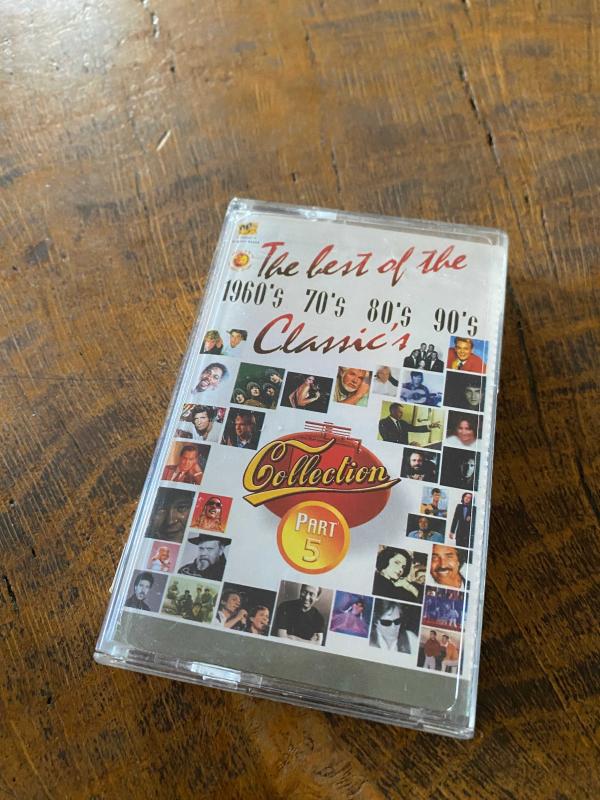 The best of the
1960's 70's 80's 90's
Classic's
Collection
PART
5